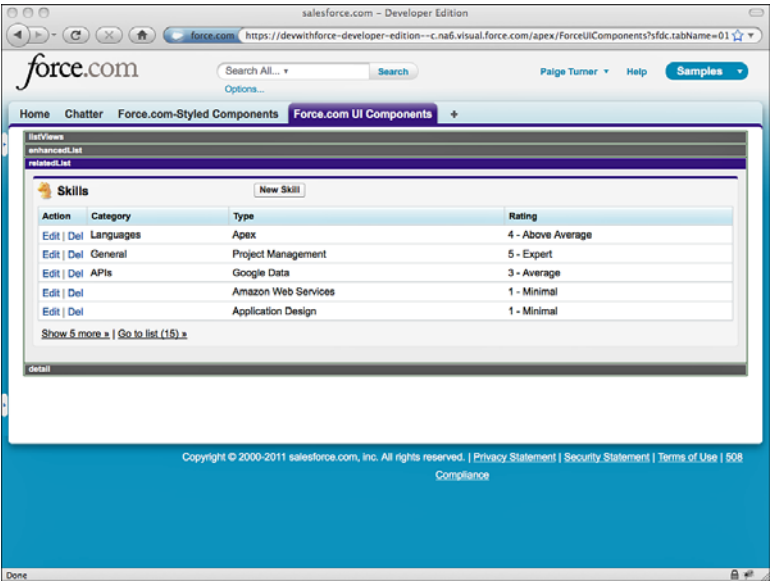 salesforce.com – Developer Edition
force.com https://devwithforce-developer-edition--c.na6.visual.force.com/apex/ForceUIComponents?sfdc.tabName=01
force.com
Search All...
Search
Options...
Paige Turner
Help
Samples
Home Chatter Force.com-Styled Components Force.com UI Components +
listViews
enhancedList
relatedList
Skills
New Skill
Action Category Type Rating
Edit | Del Languages Apex 4 - Above Average
Edit | Del General Project Management 5 - Expert
Edit | Del APIs Google Data 3 - Average
Edit | Del Amazon Web Services 1 - Minimal
Edit | Del Application Design 1 - Minimal
Show 5 more » | Go to list (15) »
detail
Copyright © 2000-2011 salesforce.com, inc. All rights reserved. | Privacy Statement | Security Statement | Terms of Use | 508
Compliance
Done